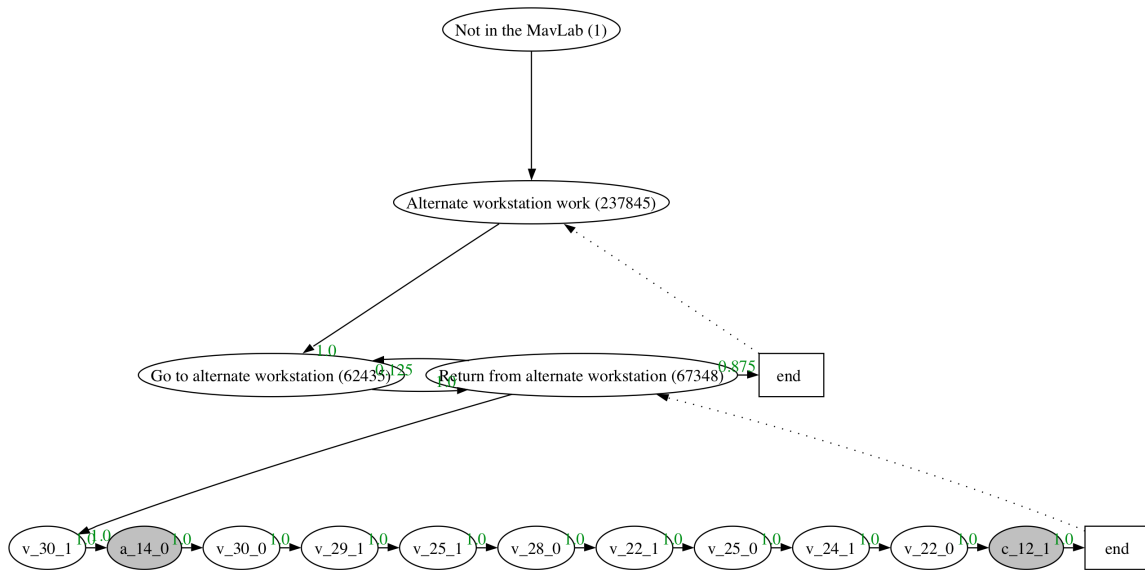 Not in the MavLab (1)
Alternate workstation work (237845)
1.0
Go to alternate workstation (62435)
0.125
1.0
Return from alternate workstation (67348)
0.875
end
v_30_1
1.0
1.0
a_14_0
1.0
v_30_0
1.0
v_29_1
1.0
v_25_1
1.0
v_28_0
1.0
v_22_1
1.0
v_25_0
1.0
v_24_1
1.0
v_22_0
1.0
c_12_1
1.0
end